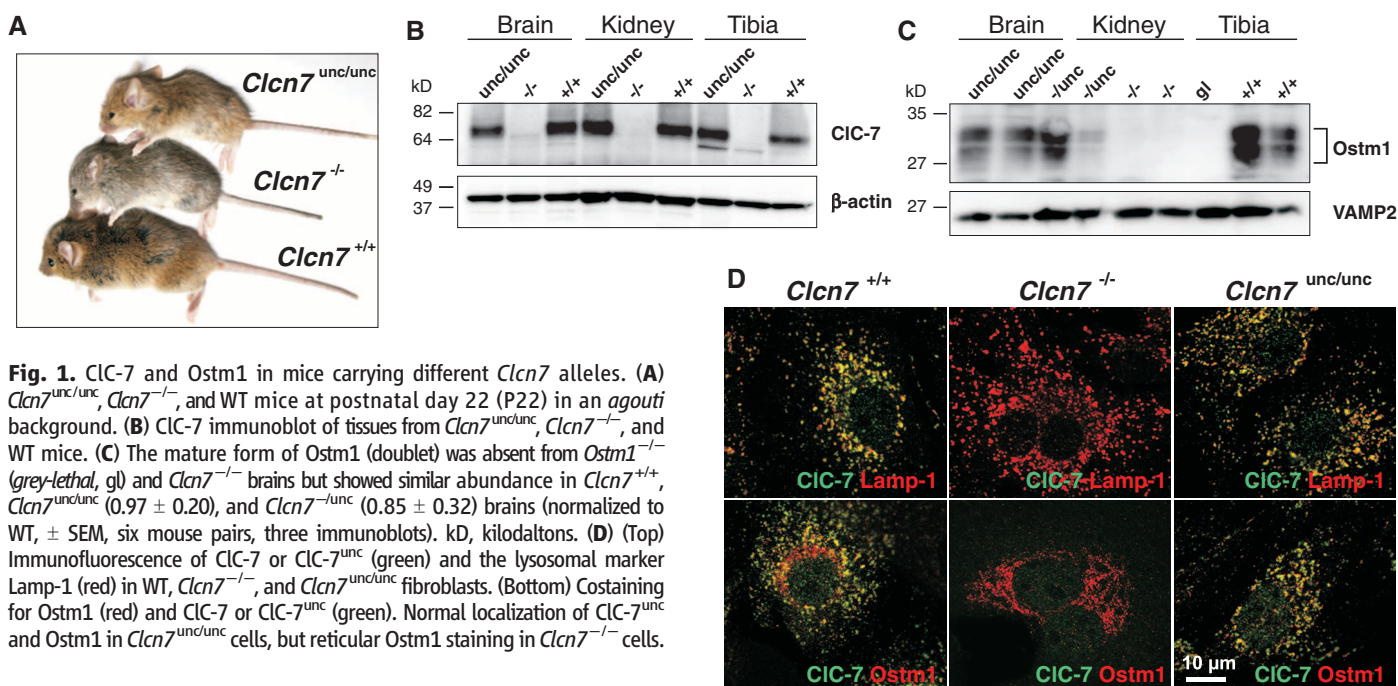 A
Clcn7 unc/unc
Clcn7 -/-
Clcn7 +/+
B
Brain Kidney Tibia
unc/unc -/- +/+ unc/unc -/- +/+ unc/unc -/- +/+
kD
82
64
ClC-7
49
37
β-actin
C
Brain Kidney Tibia
unc/unc unc/unc -/unc -/unc -/- -/- gl +/+ +/+
kD
35
27
Ostm1
27
VAMP2
D
Clcn7 +/+ Clcn7 -/- Clcn7 unc/unc
ClC-7 Lamp-1 ClC-7 Lamp-1 ClC-7 Lamp-1
ClC-7 Ostm1 ClC-7 Ostm1 ClC-7 Ostm1
10 µm
Fig. 1. ClC-7 and Ostm1 in mice carrying different Clcn7 alleles. (A)
Clcn7unc/unc, Clcn7−/−, and WT mice at postnatal day 22 (P22) in an agouti
background. (B) ClC-7 immunoblot of tissues from Clcn7unc/unc, Clcn7−/−, and
WT mice. (C) The mature form of Ostm1 (doublet) was absent from Ostm1−/−
(grey-lethal, gl) and Clcn7−/− brains but showed similar abundance in Clcn7+/+,
Clcn7unc/unc (0.97 ± 0.20), and Clcn7−/unc (0.85 ± 0.32) brains (normalized to
WT, ± SEM, six mouse pairs, three immunoblots). kD, kilodaltons. (D) (Top)
Immunofluorescence of ClC-7 or ClC-7unc (green) and the lysosomal marker
Lamp-1 (red) in WT, Clcn7−/−, and Clcn7unc/unc fibroblasts. (Bottom) Costaining
for Ostm1 (red) and ClC-7 or ClC-7unc (green). Normal localization of ClC-7unc
and Ostm1 in Clcn7unc/unc cells, but reticular Ostm1 staining in Clcn7−/− cells.